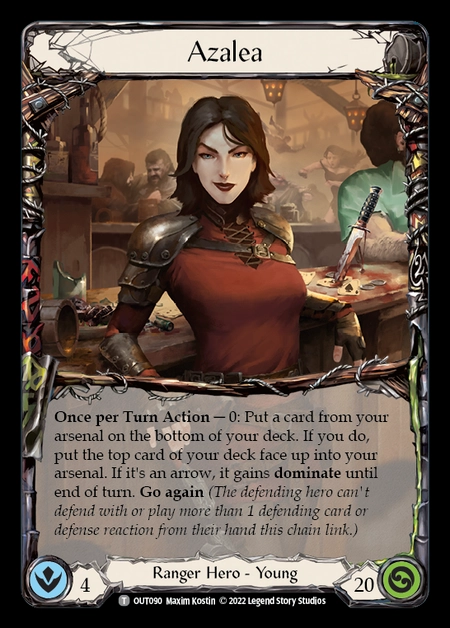 Azalea
Once per Turn Action — 0: Put a card from your
arsenal on the bottom of your deck. If you do,
put the top card of your deck face up into your
arsenal. If it's an arrow, it gains dominate until
end of turn. Go again (The defending hero can't
defend with or play more than 1 defending card or
defense reaction from their hand this chain link.)
4
Ranger Hero - Young
20
T OUT090 Maxim Kostin © 2022 Legend Story Studios